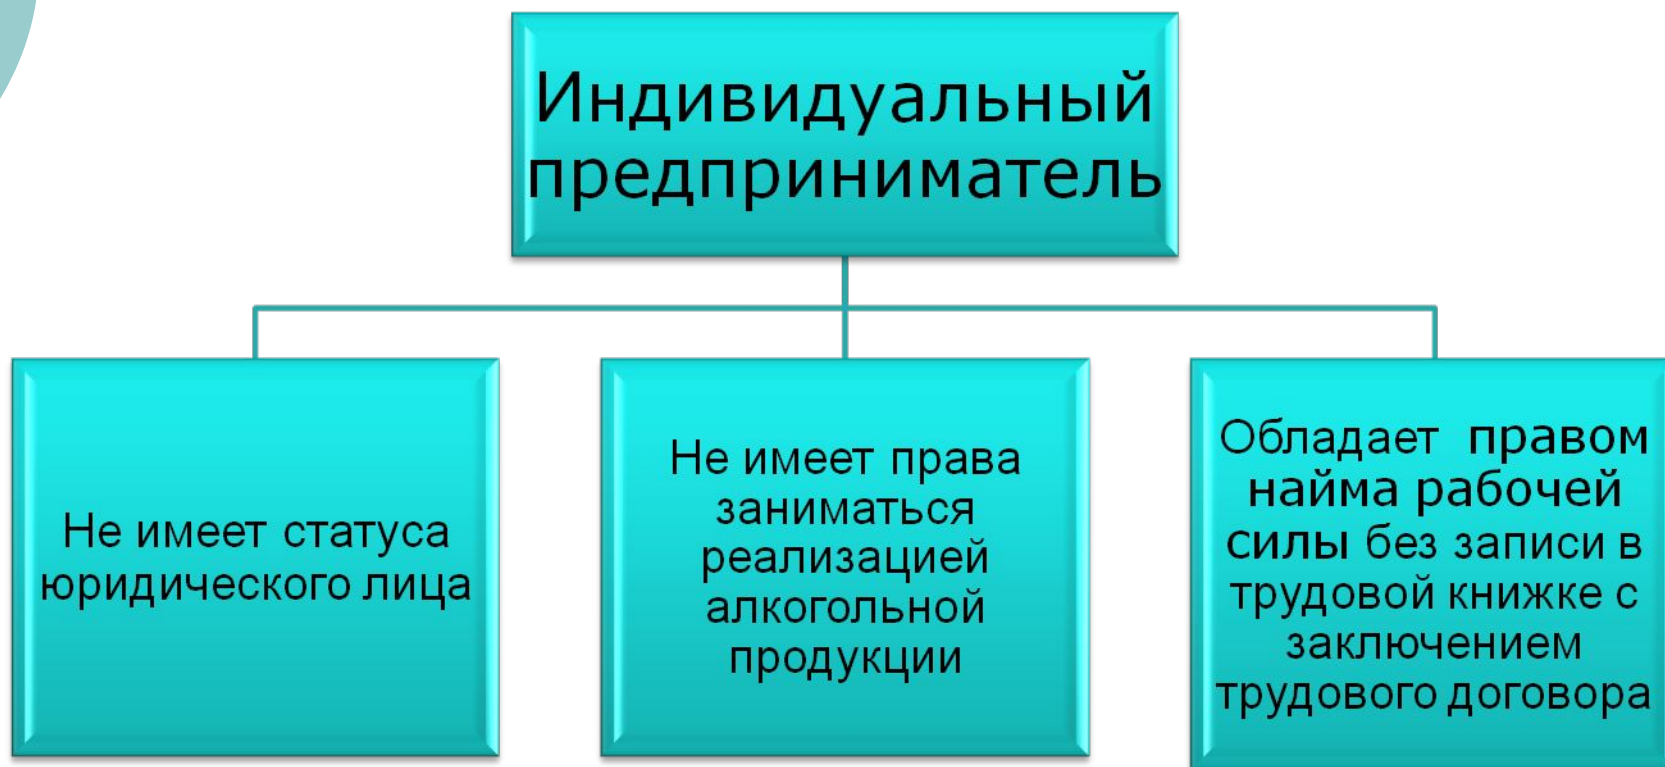 Индивидуальный
предприниматель
Не имеет статуса
юридического лица
Не имеет права
заниматься
реализацией
алкогольной
продукции
Обладает правом
найма рабочей
силы без записи в
трудовой книжке с
заключением
трудового договора